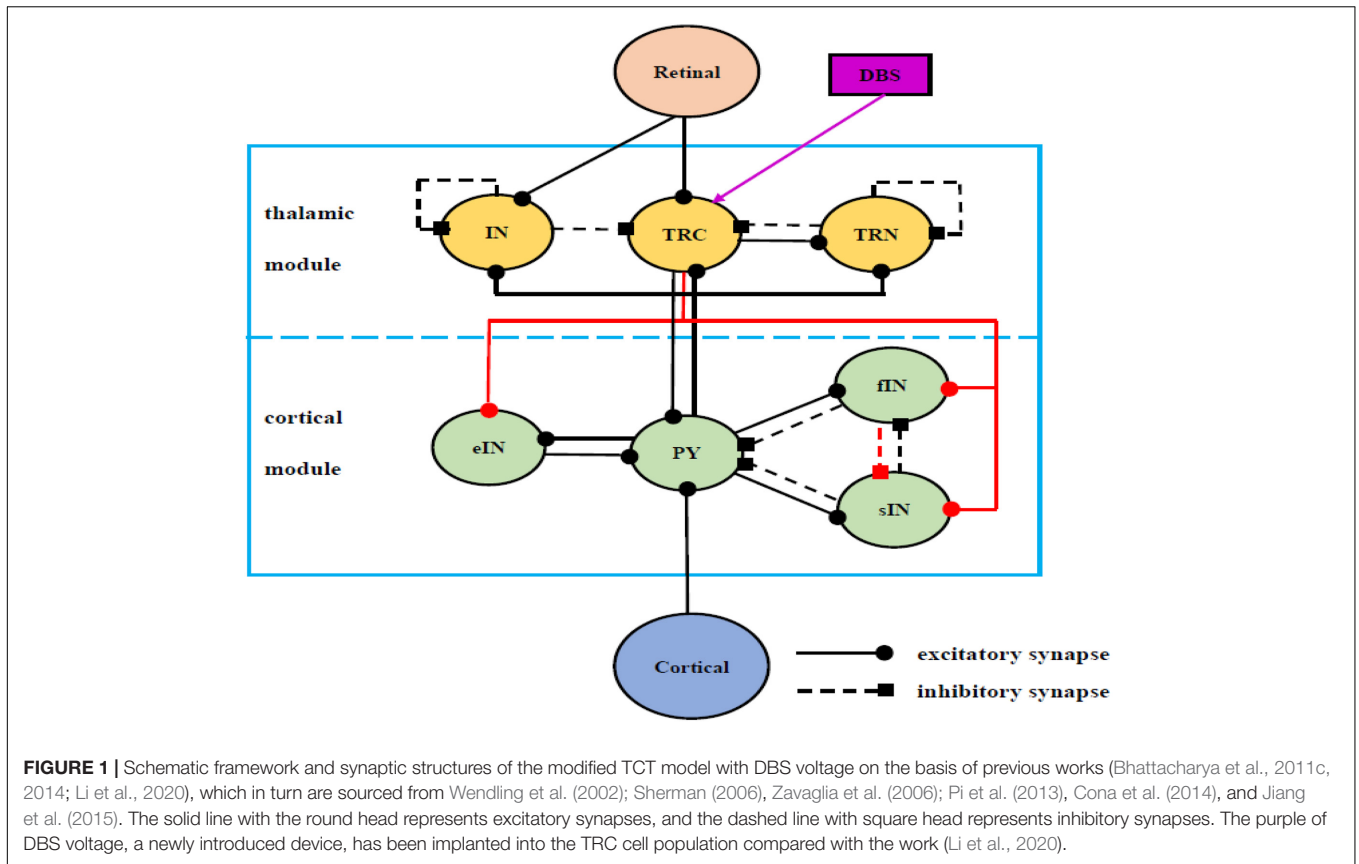 Retinal
DBS
thalamic
module
IN
TRC
TRN
cortical
module
eIN
PY
fIN
sIN
Cortical
excitatory synapse
inhibitory synapse
FIGURE 1 | Schematic framework and synaptic structures of the modified TCT model with DBS voltage on the basis of previous works (Bhattacharya et al., 2011c,
2014; Li et al., 2020), which in turn are sourced from Wendling et al. (2002); Sherman (2006), Zavaglia et al. (2006); Pi et al. (2013), Cona et al. (2014), and Jiang
et al. (2015). The solid line with the round head represents excitatory synapses, and the dashed line with square head represents inhibitory synapses. The purple of
DBS voltage, a newly introduced device, has been implanted into the TRC cell population compared with the work (Li et al., 2020).